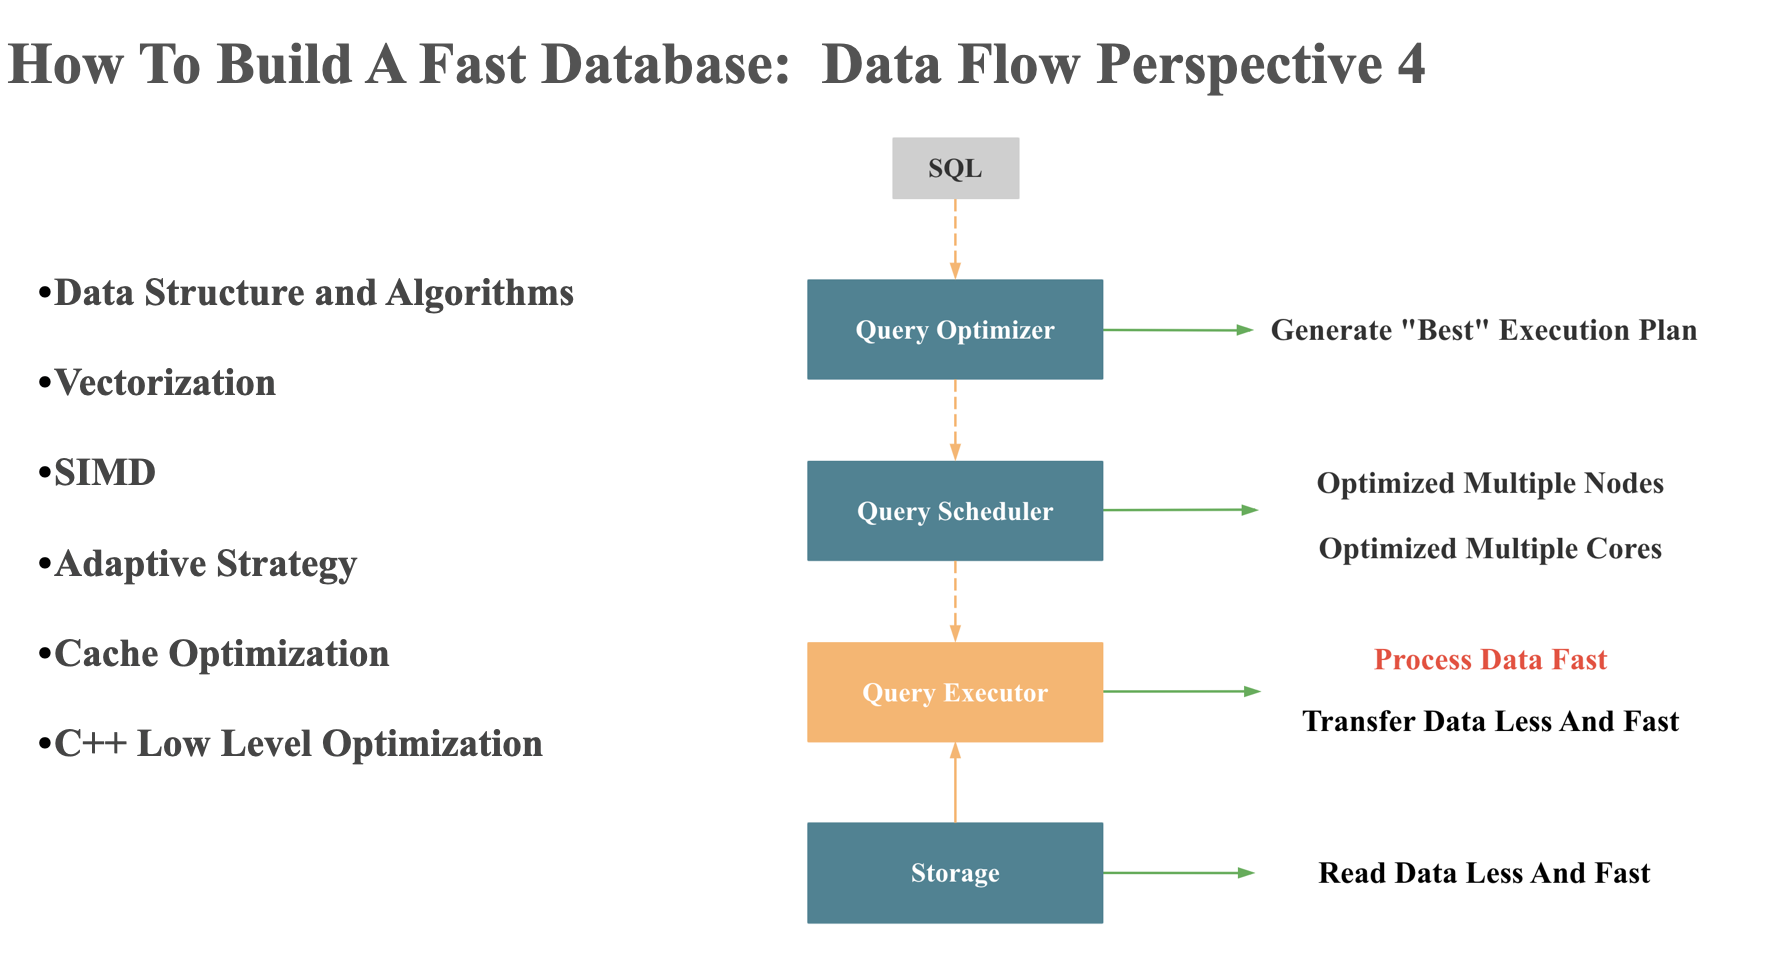 How To Build A Fast Database: Data Flow Perspective 4
•Data Structure and Algorithms
•Vectorization
•SIMD
•Adaptive Strategy
•Cache Optimization
•C++ Low Level Optimization
SQL
Query Optimizer
Generate "Best" Execution Plan
Query Scheduler
Optimized Multiple Nodes
Optimized Multiple Cores
Query Executor
Process Data Fast
Transfer Data Less And Fast
Storage
Read Data Less And Fast